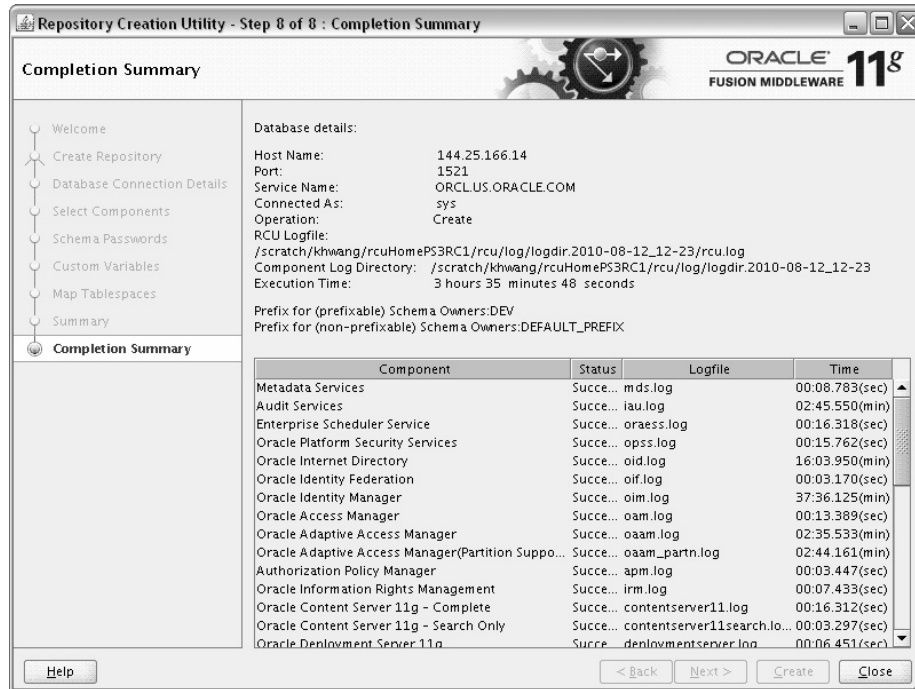 Repository Creation Utility - Step 8 of 8 : Completion Summary
Completion Summary
ORACLE
FUSION MIDDLEWARE
11g
Welcome
Create Repository
Database Connection Details
Select Components
Schema Passwords
Custom Variables
Map Tablespaces
Summary
Completion Summary
Database details:
Host Name: 144.25.166.14
Port: 1521
Service Name: ORCL.US.ORACLE.COM
Connected As: sys
Operation: Create
RCU Logfile:
/scratch/khwang/rcuHomePS3RC1/rcu/log/logdir.2010-08-12_12-23/rcu.log
Component Log Directory: /scratch/khwang/rcuHomePS3RC1/rcu/log/logdir.2010-08-12_12-23
Execution Time: 3 hours 35 minutes 48 seconds
Prefix for (prefixable) Schema Owners:DEV
Prefix for (non-prefixable) Schema Owners:DEFAULT_PREFIX
Component Status Logfile Time
Metadata Services Succe... mds.log 00:08.783(sec)
Audit Services Succe... iau.log 02:45.550(min)
Enterprise Scheduler Service Succe... oraess.log 00:16.318(sec)
Oracle Platform Security Services Succe... opss.log 00:15.762(sec)
Oracle Internet Directory Succe... oid.log 16:03.950(min)
Oracle Identity Federation Succe... oif.log 00:03.170(sec)
Oracle Identity Manager Succe... oim.log 37:36.125(min)
Oracle Access Manager Succe... oam.log 00:13.389(sec)
Oracle Adaptive Access Manager Succe... oaam.log 02:35.533(min)
Oracle Adaptive Access Manager(Partition Suppo... Succe... oaam_partn.log 02:44.161(min)
Authorization Policy Manager Succe... apm.log 00:03.447(sec)
Oracle Information Rights Management Succe... irm.log 00:07.433(sec)
Oracle Content Server 11g - Complete Succe... contentserver11.log 00:16.312(sec)
Oracle Content Server 11g - Search Only Succe... contentserver11search.lo... 00:03.297(sec)
Oracle Deployment Server 11g Succe... deploymentserver.log 00:06.451(sec)
Help < Back Next > Create Close